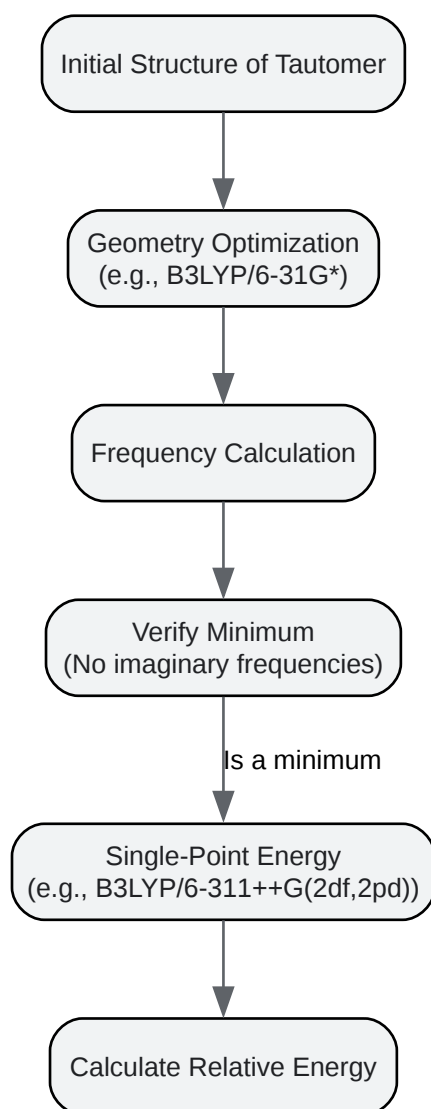 Initial Structure of Tautomer
Geometry Optimization
(e.g., B3LYP/6-31G*)
Frequency Calculation
Verify Minimum
(No imaginary frequencies)
Is a minimum
Single-Point Energy
(e.g., B3LYP/6-311++G(2df,2pd))
Calculate Relative Energy